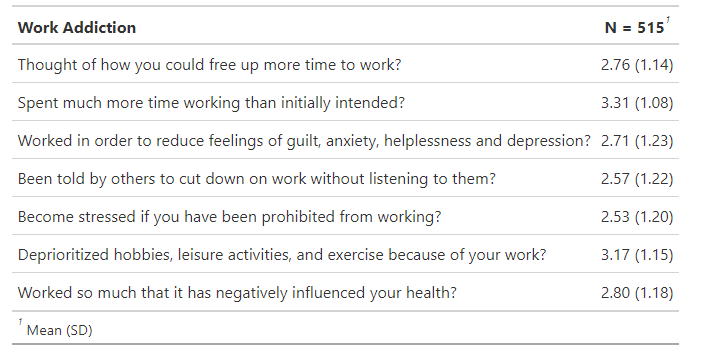 Work Addiction N = 515¹
Thought of how you could free up more time to work? 2.76 (1.14)
Spent much more time working than initially intended? 3.31 (1.08)
Worked in order to reduce feelings of guilt, anxiety, helplessness and depression? 2.71 (1.23)
Been told by others to cut down on work without listening to them? 2.57 (1.22)
Become stressed if you have been prohibited from working? 2.53 (1.20)
Deprioritized hobbies, leisure activities, and exercise because of your work? 3.17 (1.15)
Worked so much that it has negatively influenced your health? 2.80 (1.18)
¹ Mean (SD)